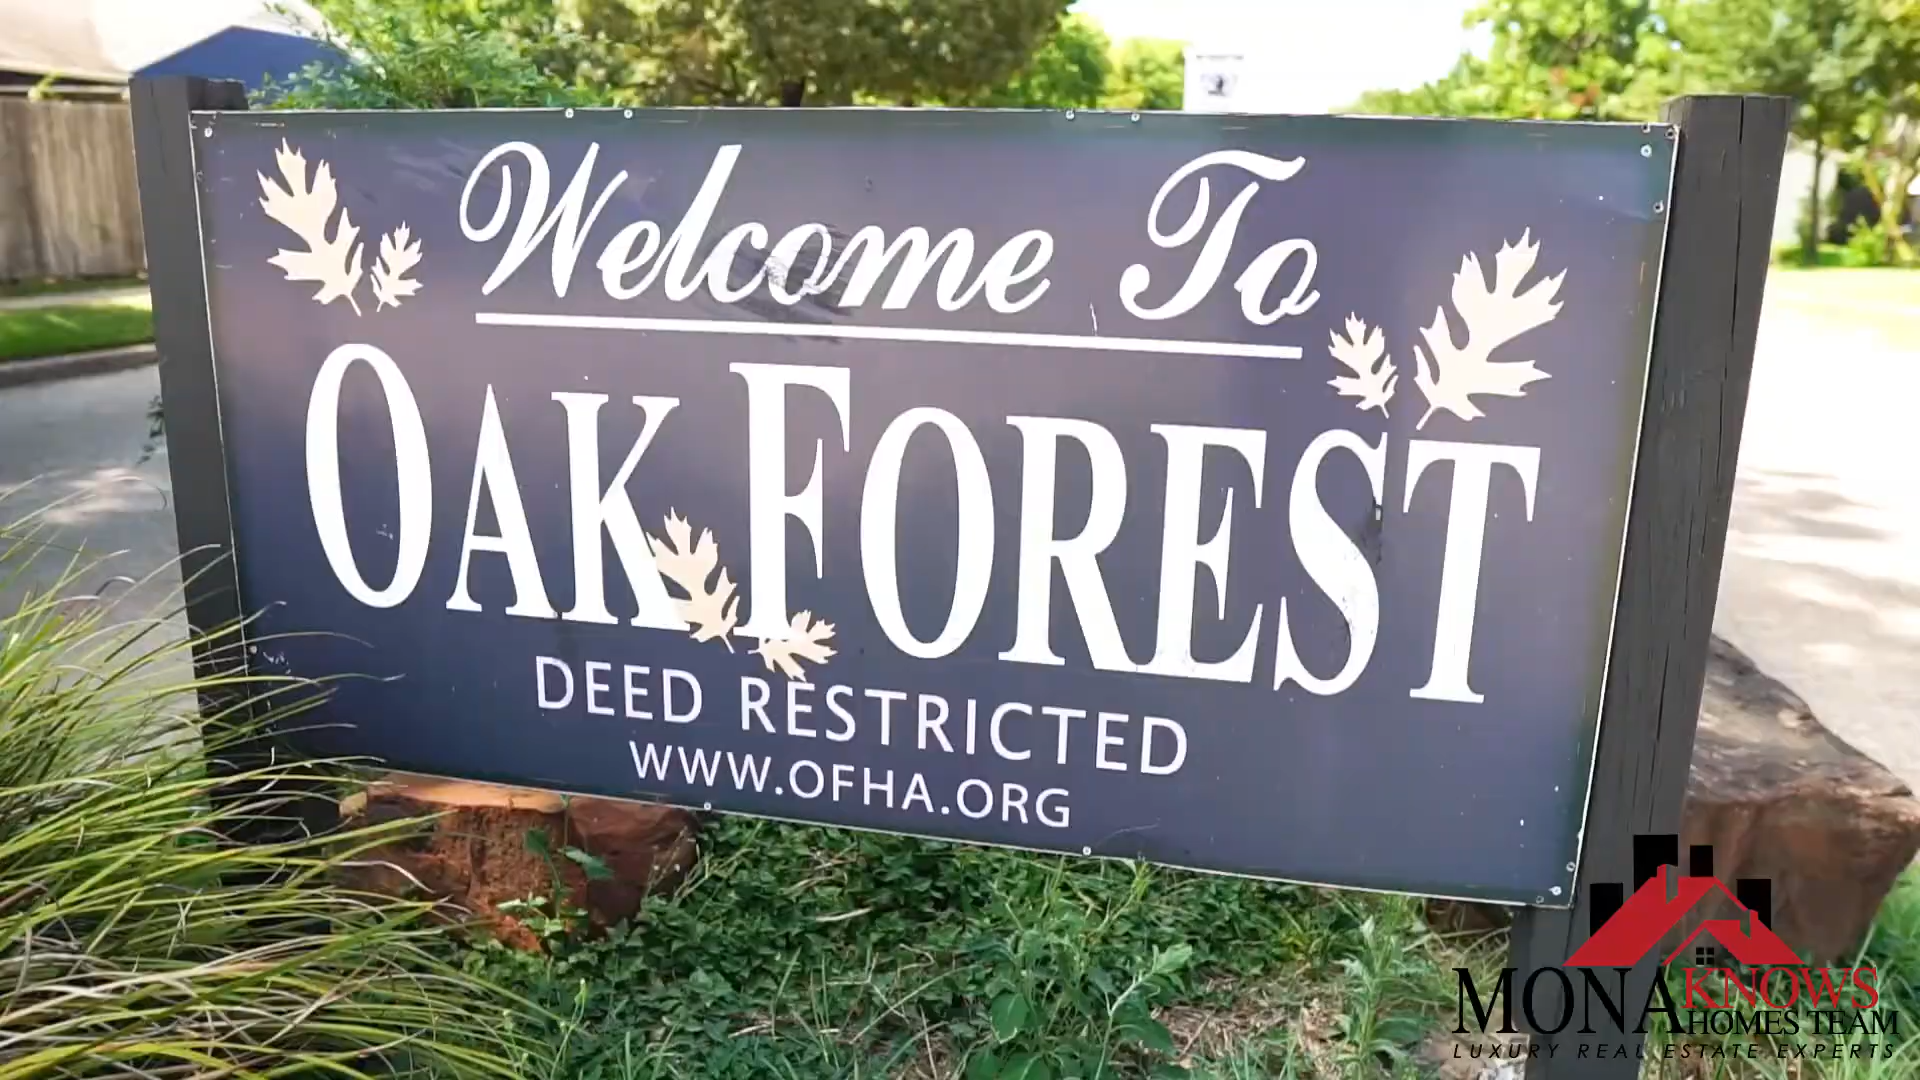 Welcome To
OAK FOREST
DEED RESTRICTED
WWW.OFHA.ORG
MONA KNOWS
HOMES TEAM
LUXURY REAL ESTATE EXPERTS